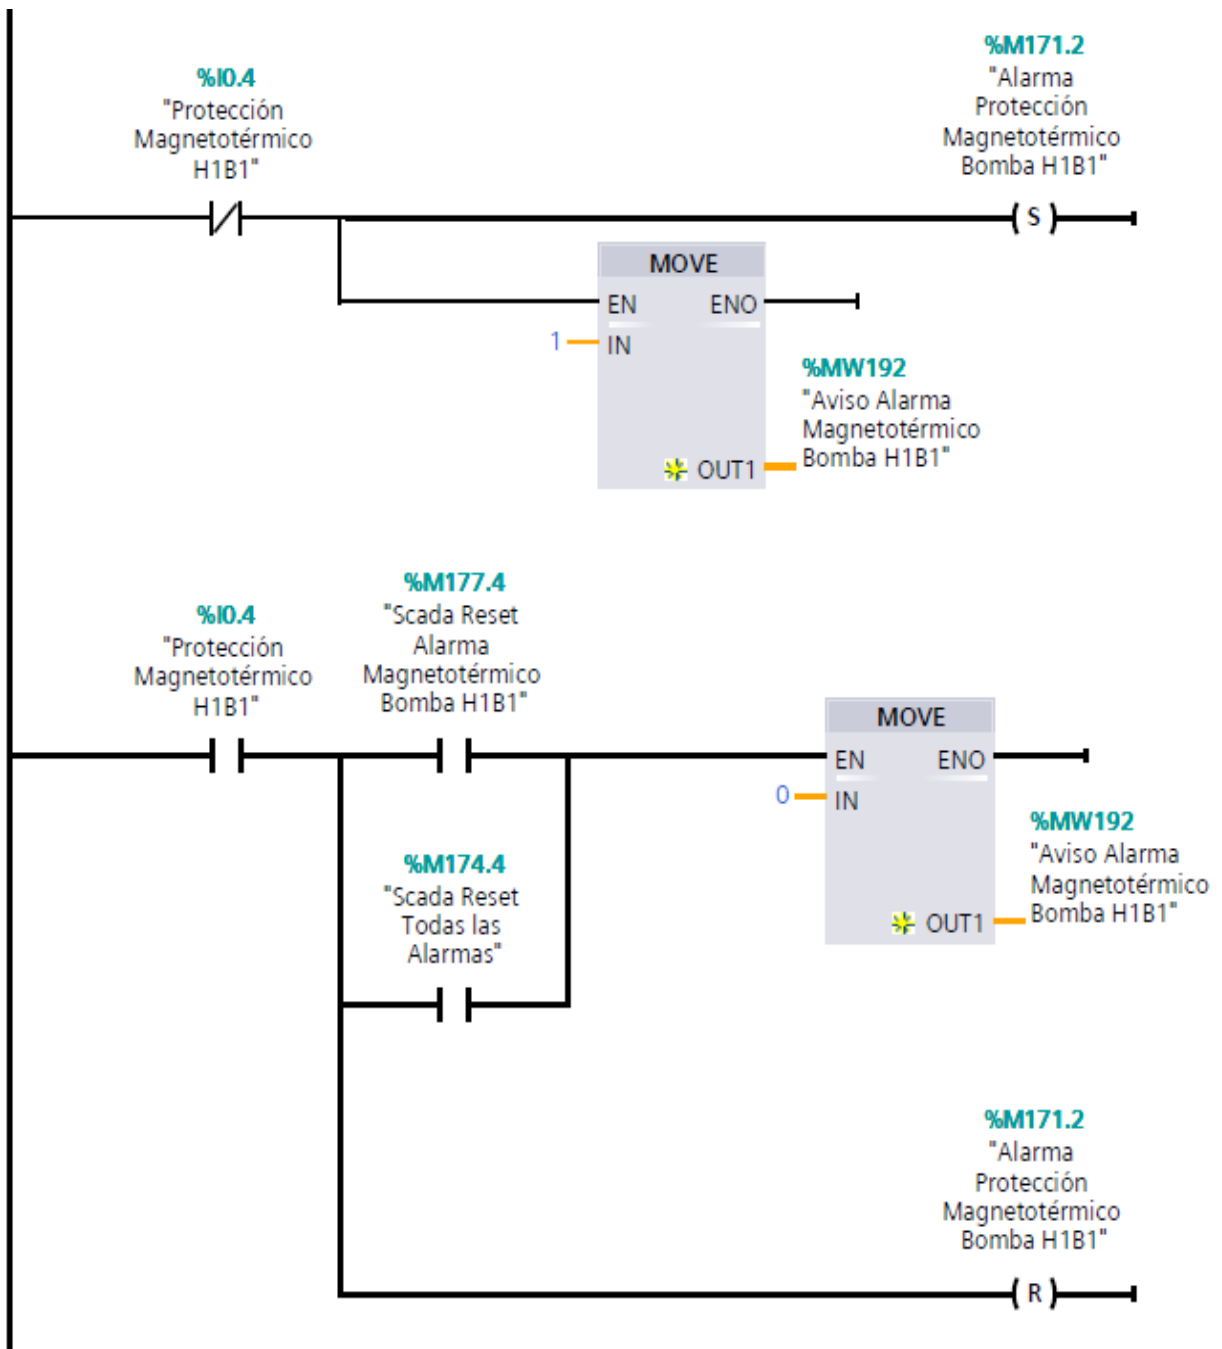 %I0.4
"Protección
Magnetotérmico
H1B1"
%M171.2
"Alarma
Protección
Magnetotérmico
Bomba H1B1"
( S )
MOVE
EN ENO
1 IN
%MW192
"Aviso Alarma
Magnetotérmico
Bomba H1B1"
OUT1
%I0.4
"Protección
Magnetotérmico
H1B1"
%M177.4
"Scada Reset
Alarma
Magnetotérmico
Bomba H1B1"
MOVE
EN ENO
0 IN
%MW192
"Aviso Alarma
Magnetotérmico
Bomba H1B1"
OUT1
%M174.4
"Scada Reset
Todas las
Alarmas"
%M171.2
"Alarma
Protección
Magnetotérmico
Bomba H1B1"
( R )